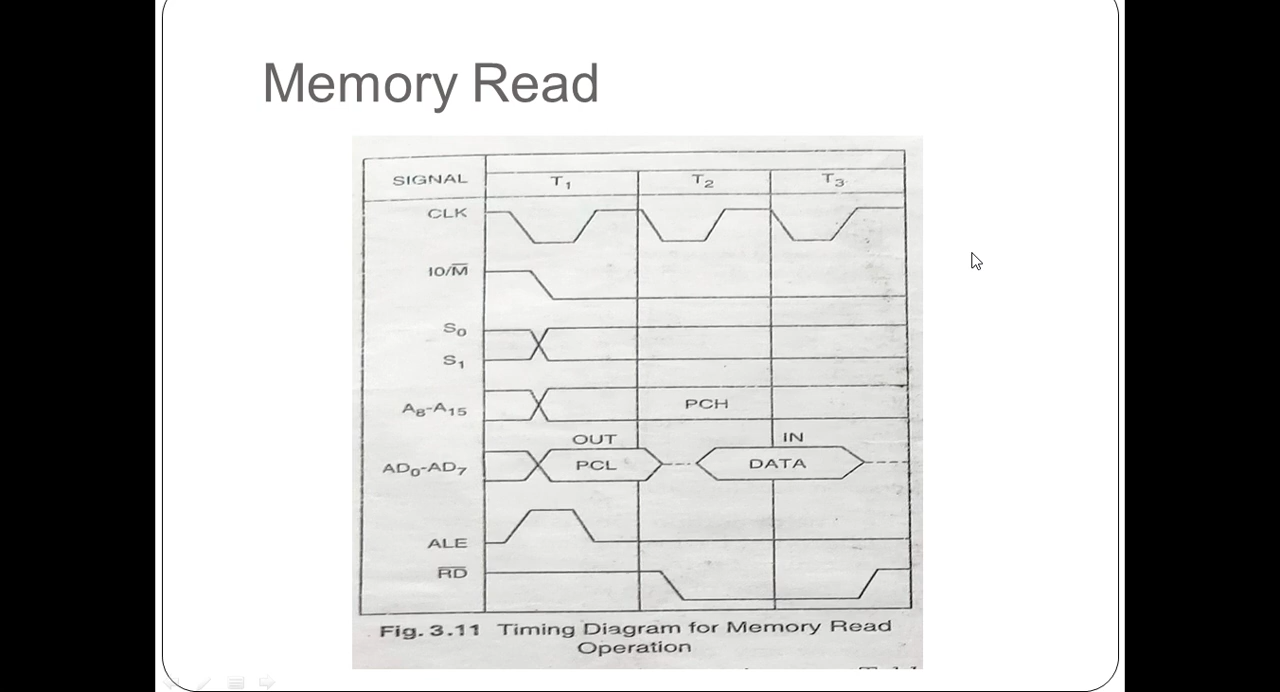 Memory Read
SIGNAL T₁ T₂ T₃
CLK
IO/M̅
S₀
S₁
A₈-A₁₅ PCH
OUT IN
AD₀-AD₇ PCL DATA
ALE
R̅D̅
Fig. 3.11 Timing Diagram for Memory Read
Operation